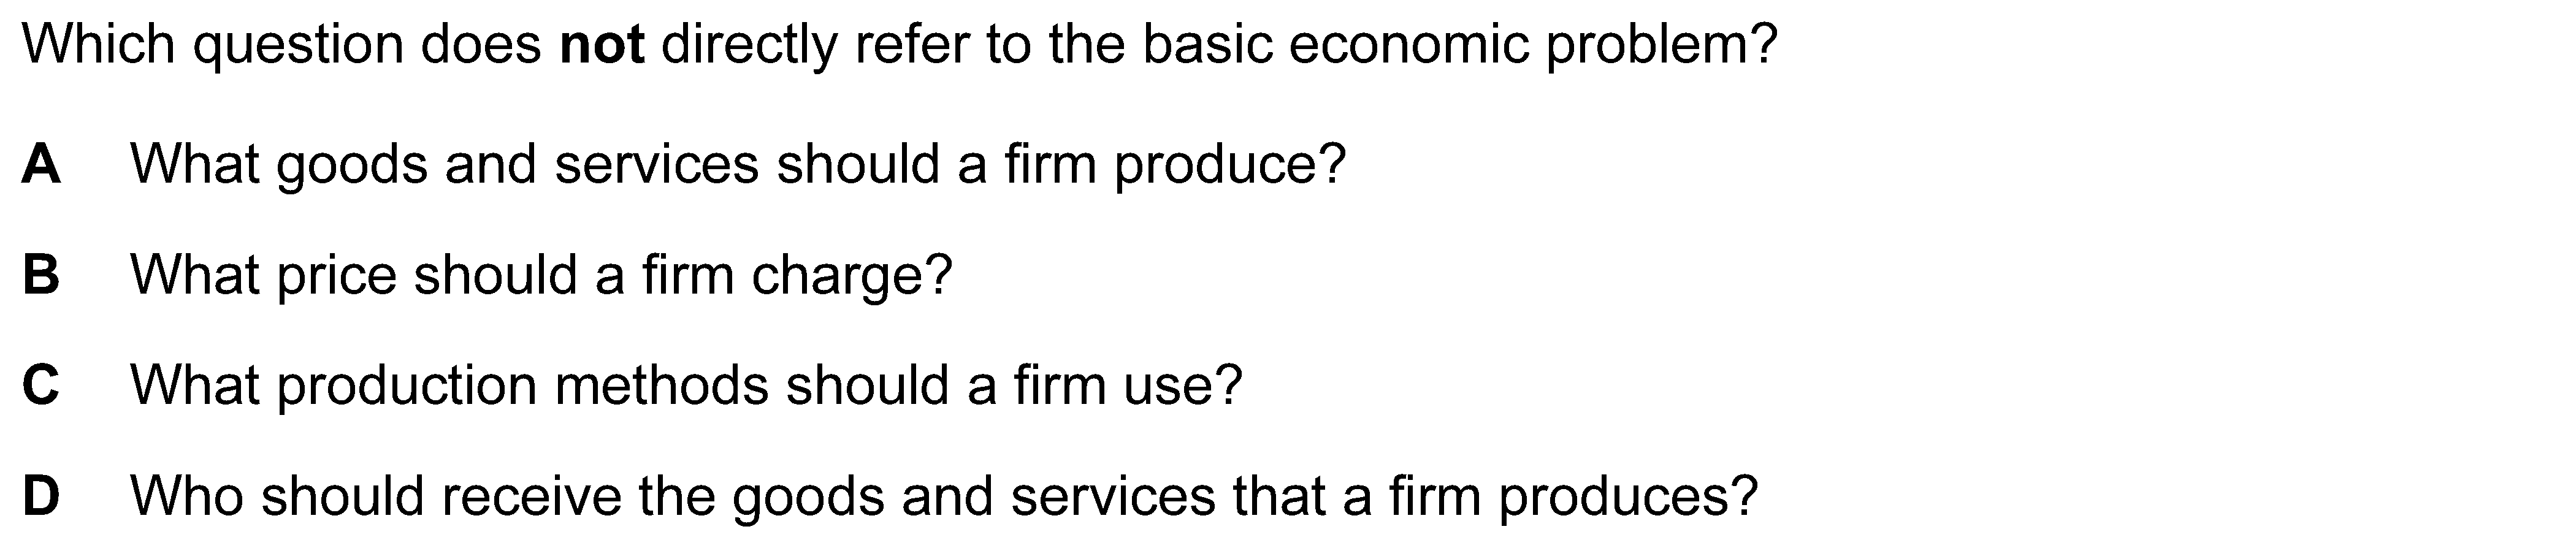 Which question does not directly refer to the basic economic problem?
A What goods and services should a firm produce?
B What price should a firm charge?
C What production methods should a firm use?
D Who should receive the goods and services that a firm produces?